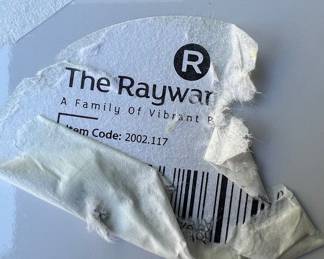 R
The Raywar
A Family Of Vibrant
Item Code: 2002.117